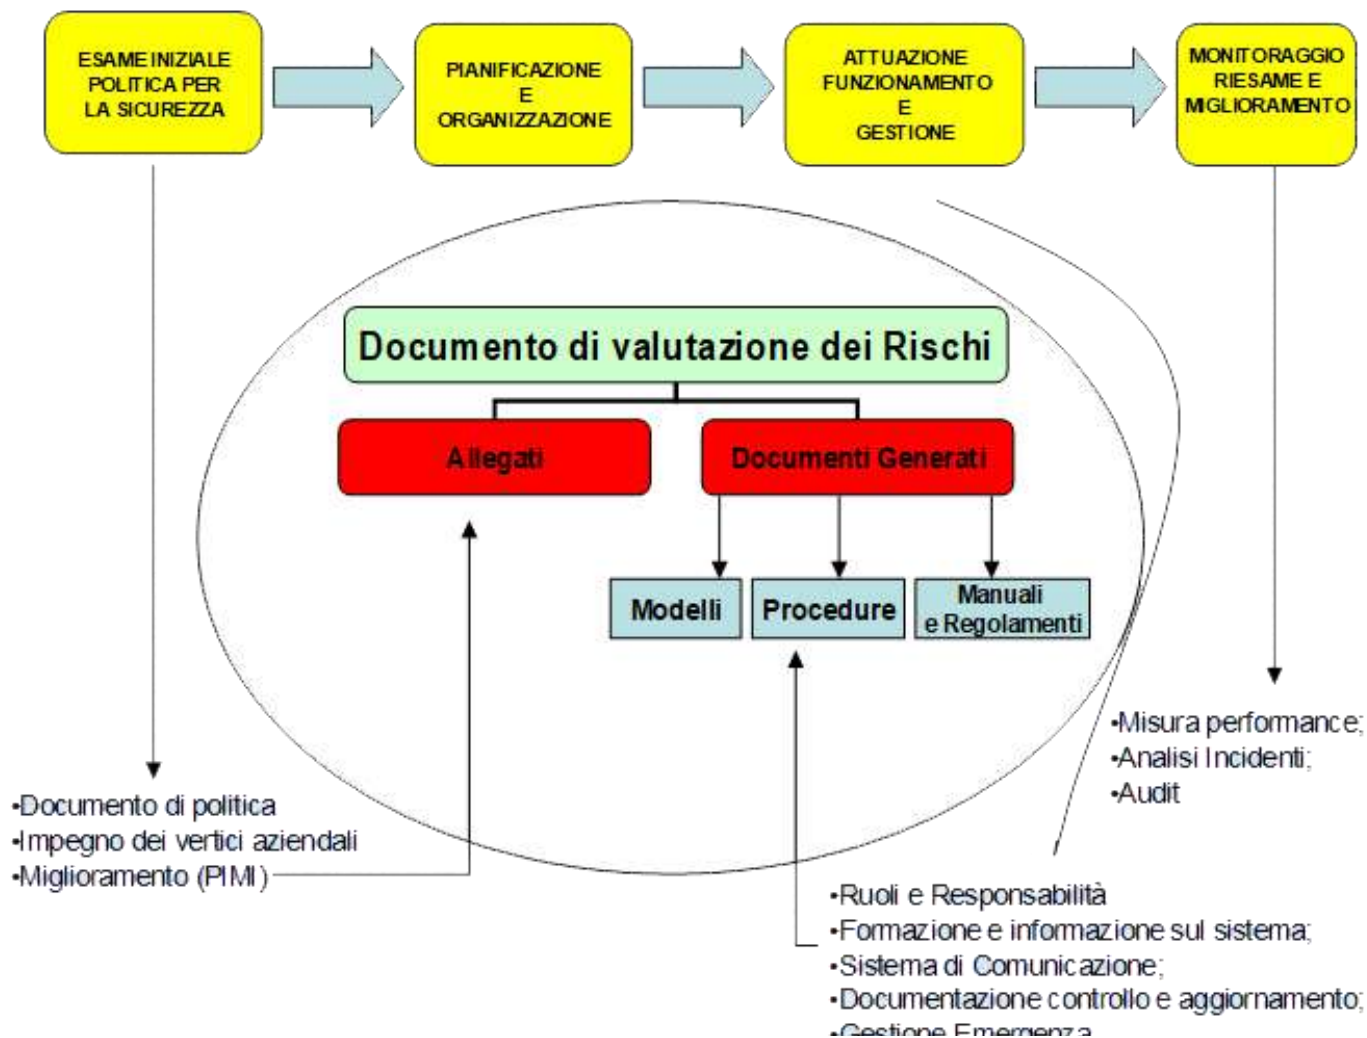 ESAME INIZIALE
POLITICA PER
LA SICUREZZA
PIANIFICAZIONE
E
ORGANIZZAZIONE
ATTUAZIONE
FUNZIONAMENTO
E
GESTIONE
MONITORAGGIO
RIESAME E
MIGLIORAMENTO
Documento di valutazione dei Rischi
Allegati
Documenti Generati
Modelli
Procedure
Manuali
e Regolamenti
•Misura performance;
•Analisi Incidenti;
•Audit
•Documento di politica
•Impegno dei vertici aziendali
•Miglioramento (PIMI)
•Ruoli e Responsabilità
•Formazione e informazione sul sistema;
•Sistema di Comunicazione;
•Documentazione controllo e aggiornamento;
•Gestione Emergenza